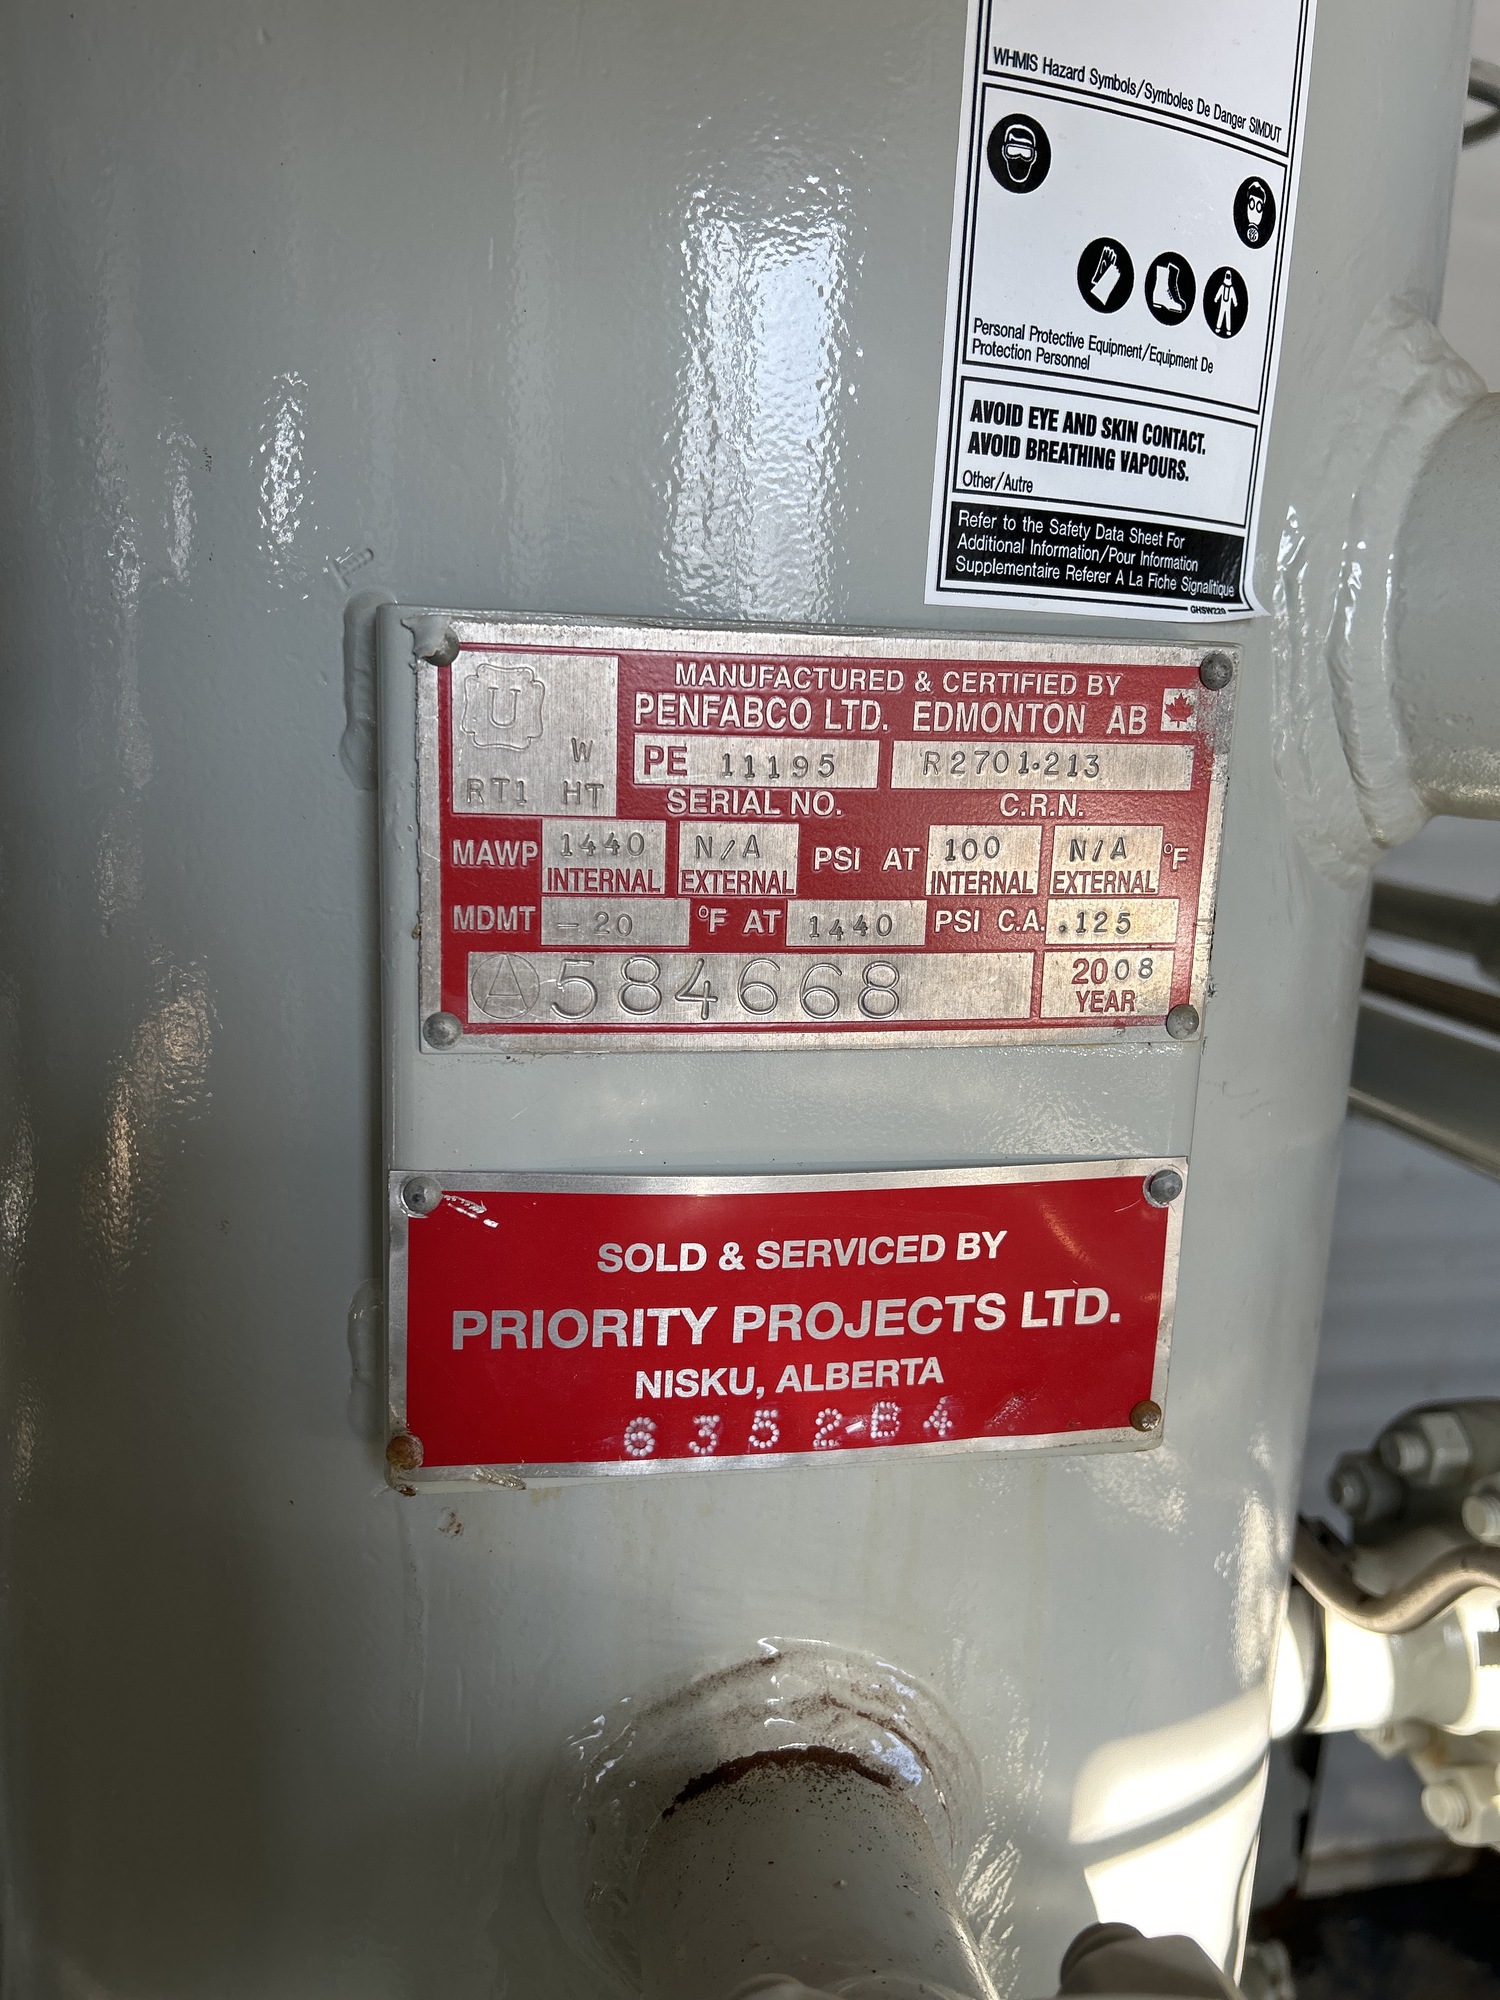 WHMIS Hazard Symbols/Symboles De Danger SIMDUT
Personal Protective Equipment/Equipment De
Protection Personnel
AVOID EYE AND SKIN CONTACT.
AVOID BREATHING VAPOURS.
Other/Autre
Refer to the Safety Data Sheet For
Additional Information/Pour Information
Supplementaire Referer A La Fiche Signalitique
GHSW229
U
W
RT1 HT
MANUFACTURED & CERTIFIED BY
PENFABCO LTD. EDMONTON AB
PE 11195 R2701.213
SERIAL NO. C.R.N.
MAWP 1440 N/A PSI AT 100 N/A °F
INTERNAL EXTERNAL INTERNAL EXTERNAL
MDMT -20 °F AT 1440 PSI C.A. .125
A 584668 2008
YEAR
SOLD & SERVICED BY
PRIORITY PROJECTS LTD.
NISKU, ALBERTA
6352-B4